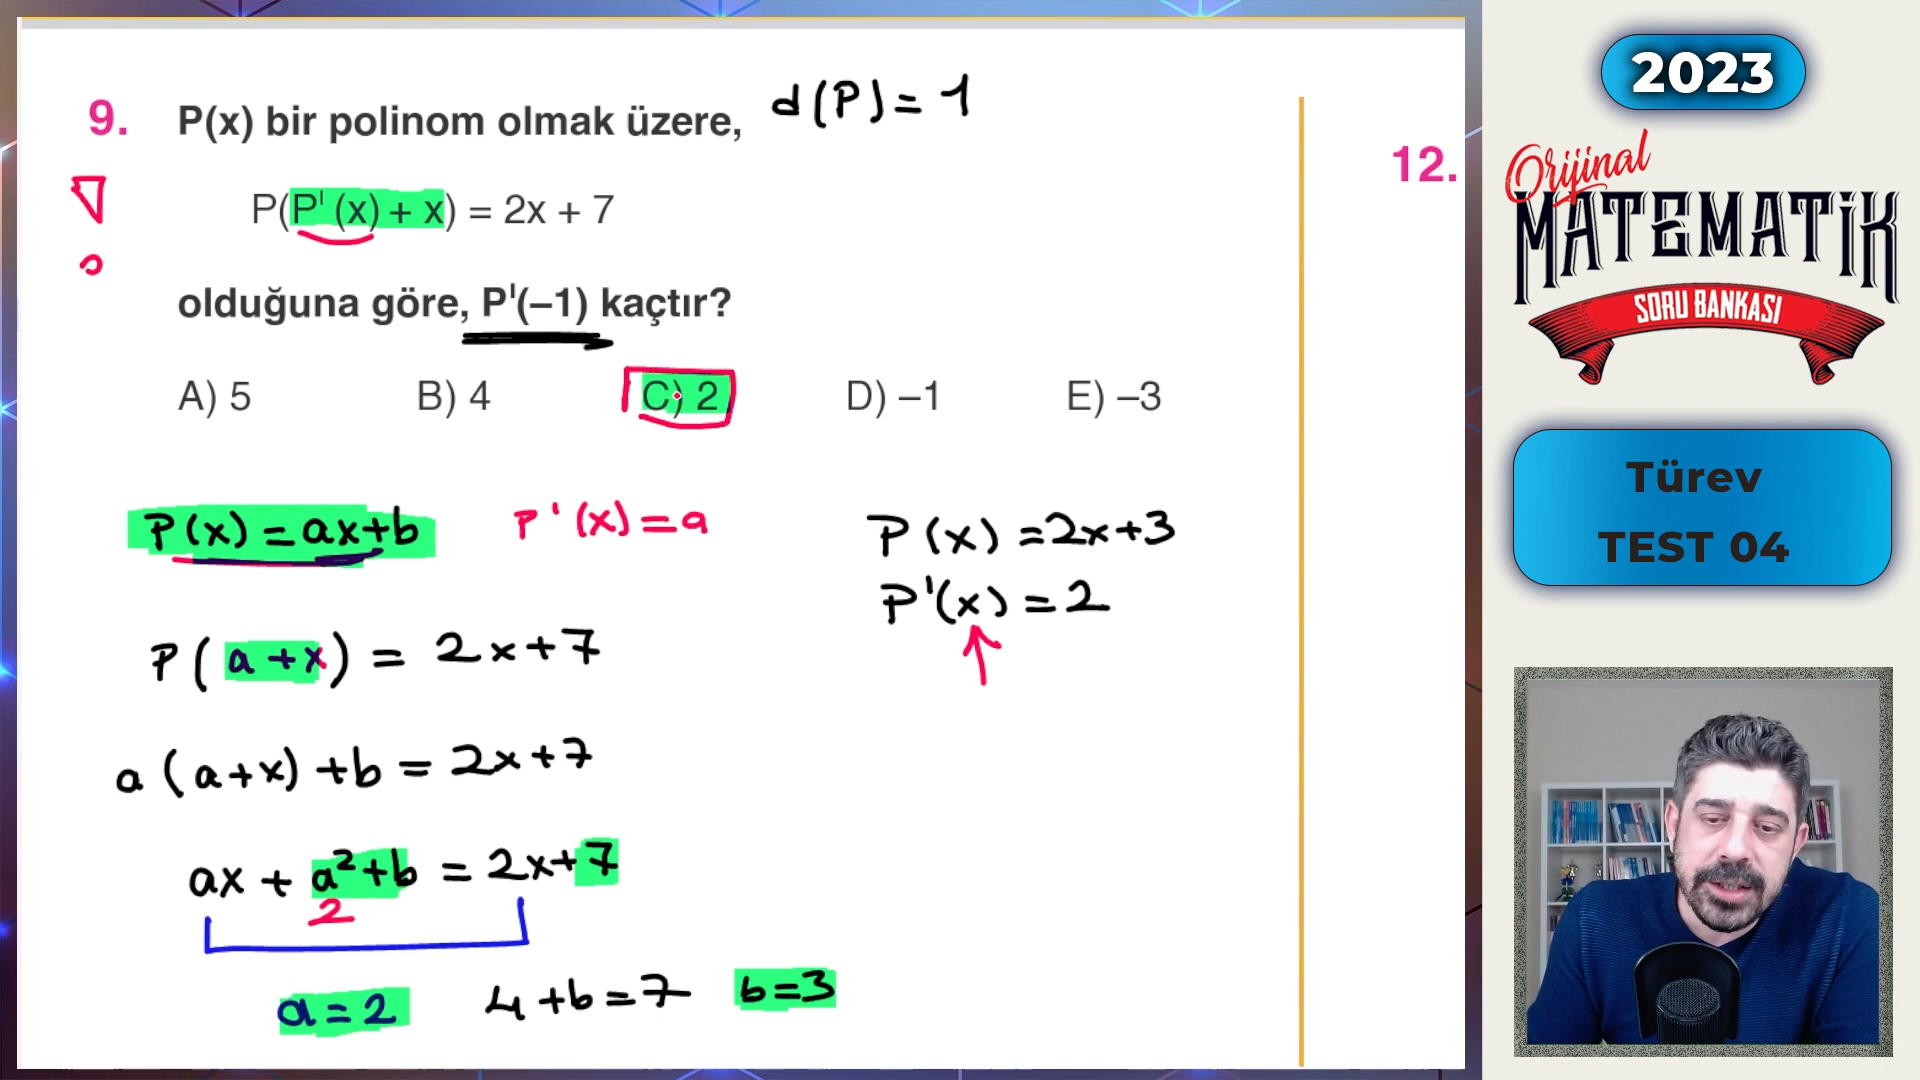 9. P(x) bir polinom olmak üzere, d(P) = 1
P(P'(x) + x) = 2x + 7
olduğuna göre, P'(–1) kaçtır?
A) 5 B) 4 C) 2 D) –1 E) –3
P(x) = ax+b P'(x) = a
P(a+x) = 2x+7
a(a+x)+b = 2x+7
ax + a²+b = 2x+7
2
a = 2 4+b=7 b=3
P(x) = 2x+3
P'(x) = 2
12.
2023
Orijinal
MATEMATİK
SORU BANKASI
Türev
TEST 04